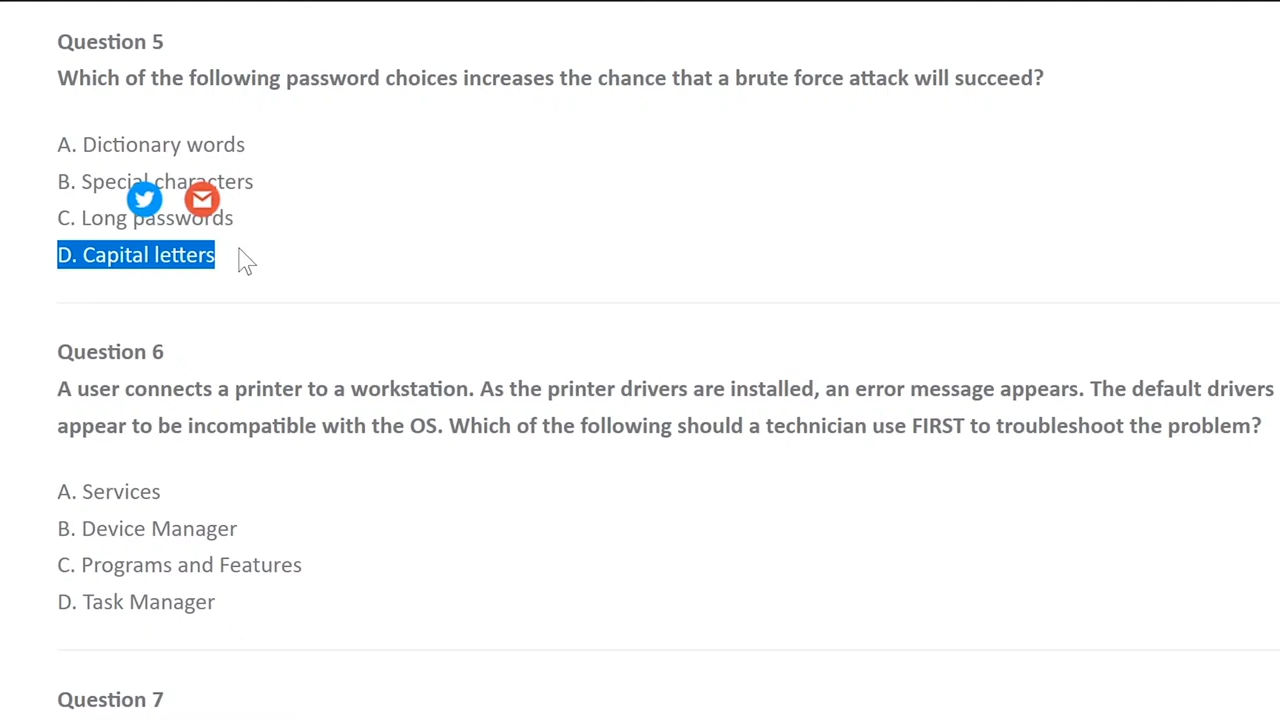 Question 5
Which of the following password choices increases the chance that a brute force attack will succeed?
A. Dictionary words
B. Special characters
C. Long passwords
D. Capital letters
Question 6
A user connects a printer to a workstation. As the printer drivers are installed, an error message appears. The default drivers
appear to be incompatible with the OS. Which of the following should a technician use FIRST to troubleshoot the problem?
A. Services
B. Device Manager
C. Programs and Features
D. Task Manager
Question 7